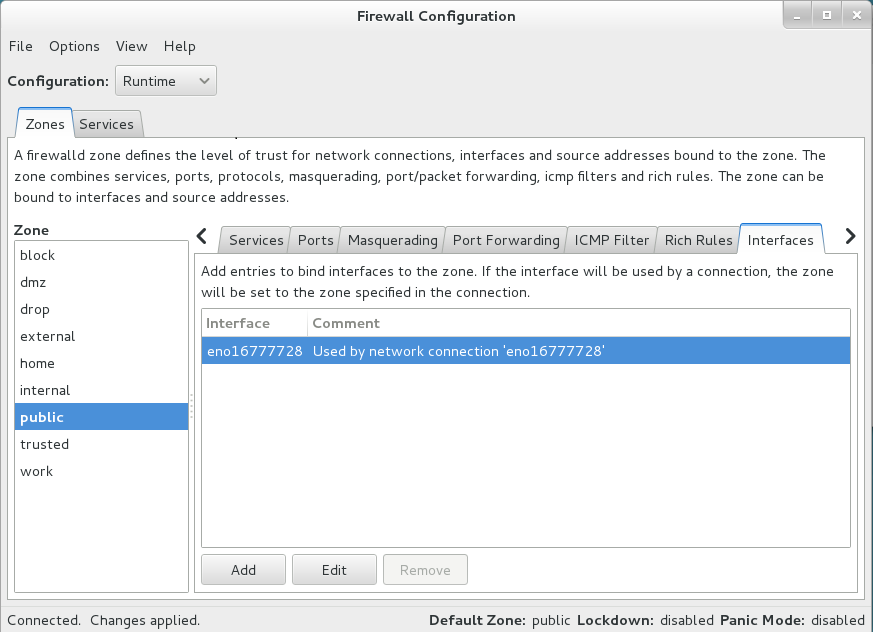 Firewall Configuration
File Options View Help
Configuration: Runtime
Zones Services
A firewalld zone defines the level of trust for network connections, interfaces and source addresses bound to the zone. The
zone combines services, ports, protocols, masquerading, port/packet forwarding, icmp filters and rich rules. The zone can be
bound to interfaces and source addresses.
Zone
block
dmz
drop
external
home
internal
public
trusted
work
Services Ports Masquerading Port Forwarding ICMP Filter Rich Rules Interfaces
Add entries to bind interfaces to the zone. If the interface will be used by a connection, the zone
will be set to the zone specified in the connection.
Interface Comment
eno16777728 Used by network connection 'eno16777728'
Add Edit Remove
Connected. Changes applied.
Default Zone: public Lockdown: disabled Panic Mode: disabled